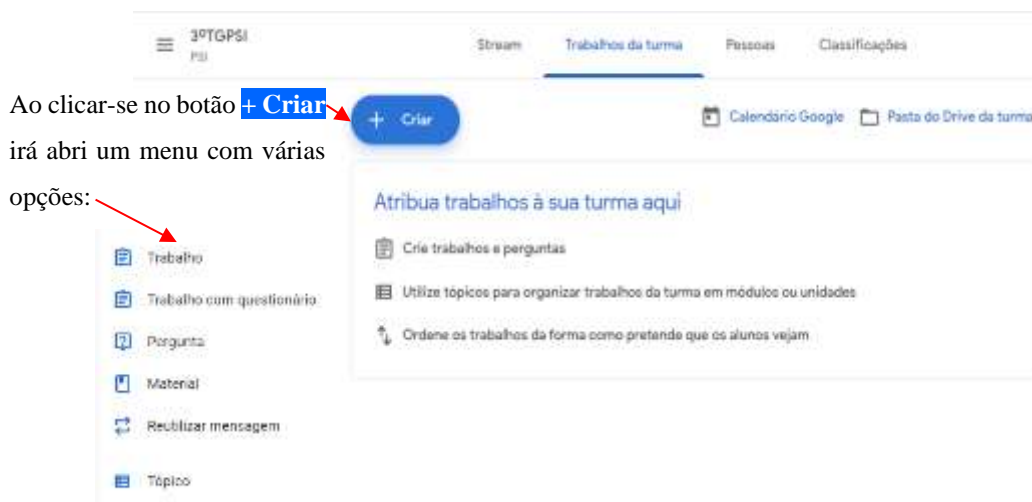 3ºTGPSI
PSI
Stream Trabalhos da turma Pessoas Classificações
Ao clicar-se no botão + Criar
irá abri um menu com várias
opções:
+ Criar
Calendário Google Pasta do Drive da turma
Atribua trabalhos à sua turma aqui
Crie trabalhos e perguntas
Utilize tópicos para organizar trabalhos da turma em módulos ou unidades
Ordene os trabalhos da forma como pretende que os alunos vejam
Trabalho
Trabalho com questionário
Pergunta
Material
Reutilizar mensagem
Tópico